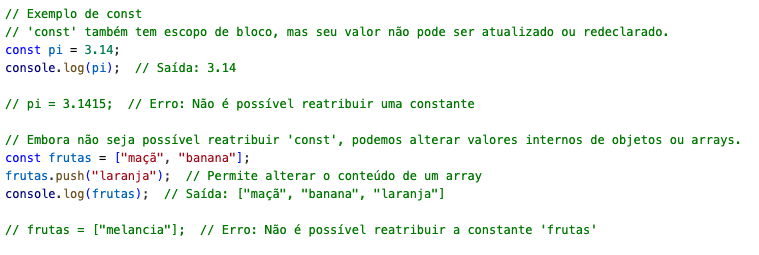 // Exemplo de const
// 'const' também tem escopo de bloco, mas seu valor não pode ser atualizado ou redeclarado.
const pi = 3.14;
console.log(pi);  // Saída: 3.14
// pi = 3.1415;  // Erro: Não é possível reatribuir uma constante
// Embora não seja possível reatribuir 'const', podemos alterar valores internos de objetos ou arrays.
const frutas = ["maçã", "banana"];
frutas.push("laranja");  // Permite alterar o conteúdo de um array
console.log(frutas);  // Saída: ["maçã", "banana", "laranja"]
// frutas = ["melancia"];  // Erro: Não é possível reatribuir a constante 'frutas'